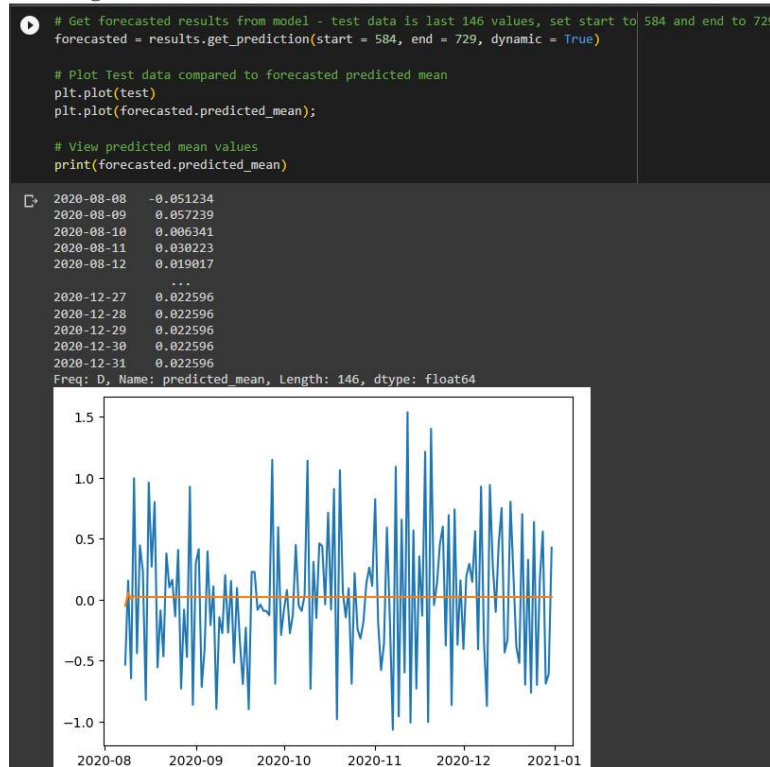 # Get forecasted results from model - test data is last 146 values, set start to 584 and end to 729
forecasted = results.get_prediction(start = 584, end = 729, dynamic = True)
# Plot Test data compared to forecasted predicted mean
plt.plot(test)
plt.plot(forecasted.predicted_mean);
# View predicted mean values
print(forecasted.predicted_mean)
2020-08-08 -0.051234
2020-08-09 0.057239
2020-08-10 0.006341
2020-08-11 0.030223
2020-08-12 0.019017
...
2020-12-27 0.022596
2020-12-28 0.022596
2020-12-29 0.022596
2020-12-30 0.022596
2020-12-31 0.022596
Freq: D, Name: predicted_mean, Length: 146, dtype: float64
1.5
1.0
0.5
0.0
−0.5
−1.0
2020-08 2020-09 2020-10 2020-11 2020-12 2021-01